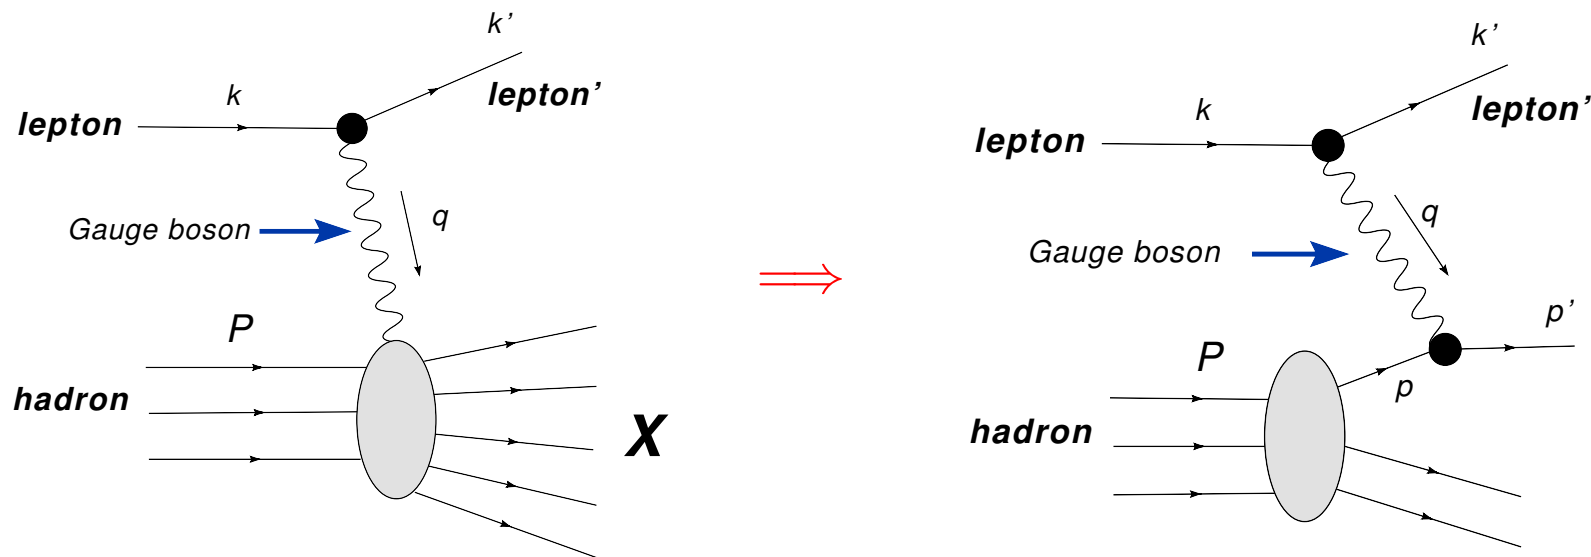 k'
k
lepton'
lepton
q
Gauge boson
P
hadron
X
k'
k
lepton'
lepton
q
Gauge boson
p'
P
p
hadron